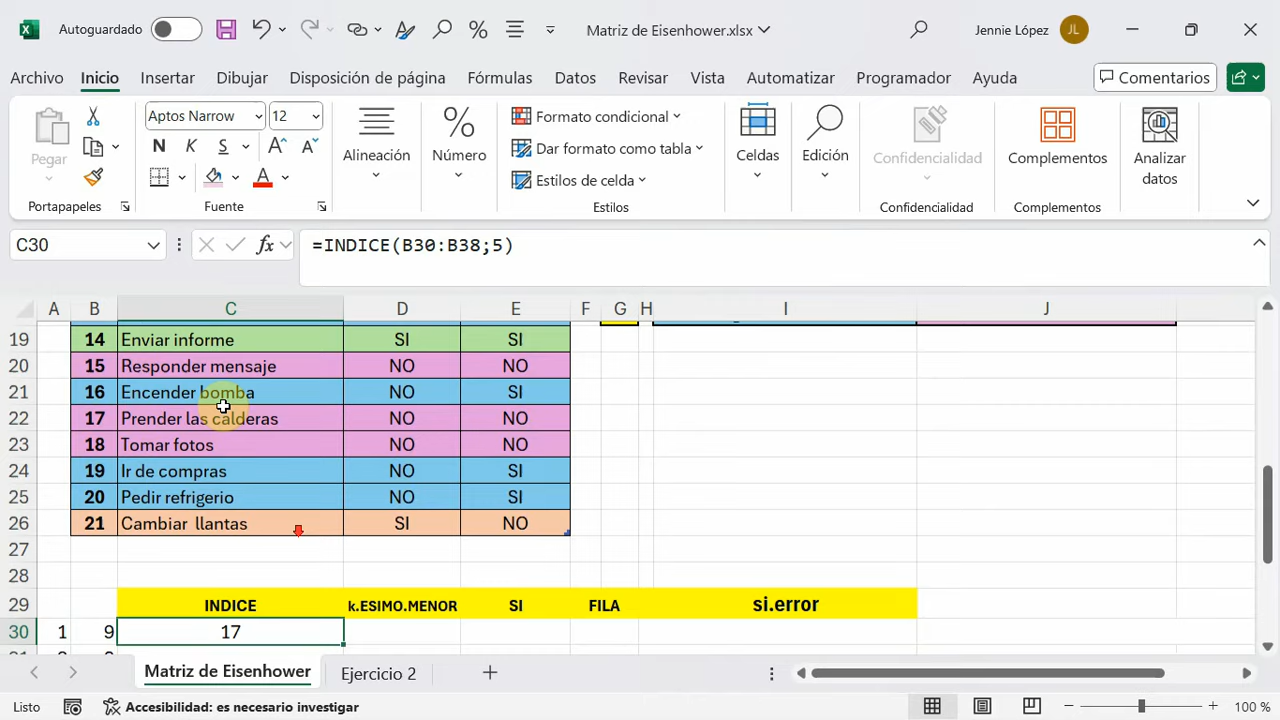 Autoguardado
Matriz de Eisenhower.xlsx
Jennie López
JL
Archivo Inicio Insertar Dibujar Disposición de página Fórmulas Datos Revisar Vista Automatizar Programador Ayuda Comentarios
Pegar
Portapapeles
Aptos Narrow 12
N K S
Fuente
Alineación
Número
Formato condicional
Dar formato como tabla
Estilos de celda
Estilos
Celdas
Edición
Confidencialidad
Confidencialidad
Complementos
Complementos
Analizar datos
C30 fx =INDICE(B30:B38;5)
A B C D E F G H I J
19 14 Enviar informe SI SI
20 15 Responder mensaje NO NO
21 16 Encender bomba NO SI
22 17 Prender las calderas NO NO
23 18 Tomar fotos NO NO
24 19 Ir de compras NO SI
25 20 Pedir refrigerio NO SI
26 21 Cambiar llantas SI NO
27
28
29 INDICE k.ESIMO.MENOR SI FILA si.error
30 1 9 17
Matriz de Eisenhower Ejercicio 2
Listo Accesibilidad: es necesario investigar 100 %